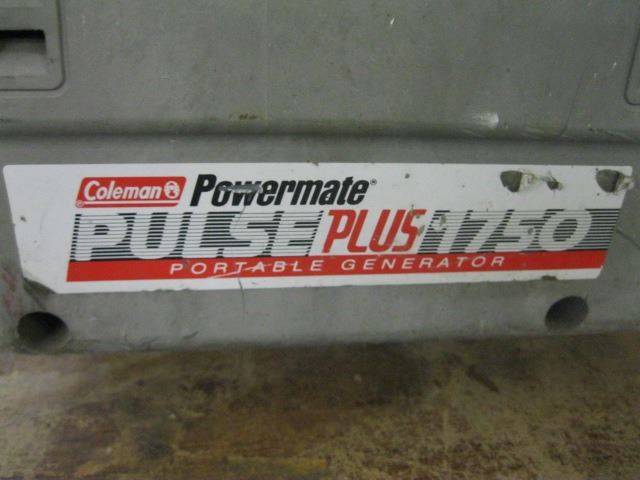 Coleman Powermate®
PULSE PLUS 1750
PORTABLE GENERATOR